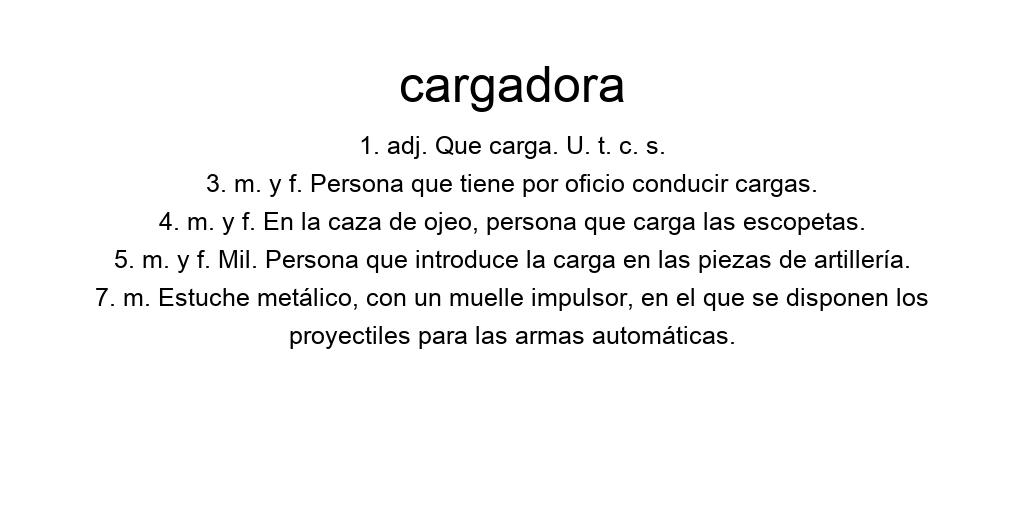 cargadora
1. adj. Que carga. U. t. c. s.
3. m. y f. Persona que tiene por oficio conducir cargas.
4. m. y f. En la caza de ojeo, persona que carga las escopetas.
5. m. y f. Mil. Persona que introduce la carga en las piezas de artillería.
7. m. Estuche metálico, con un muelle impulsor, en el que se disponen los
proyectiles para las armas automáticas.